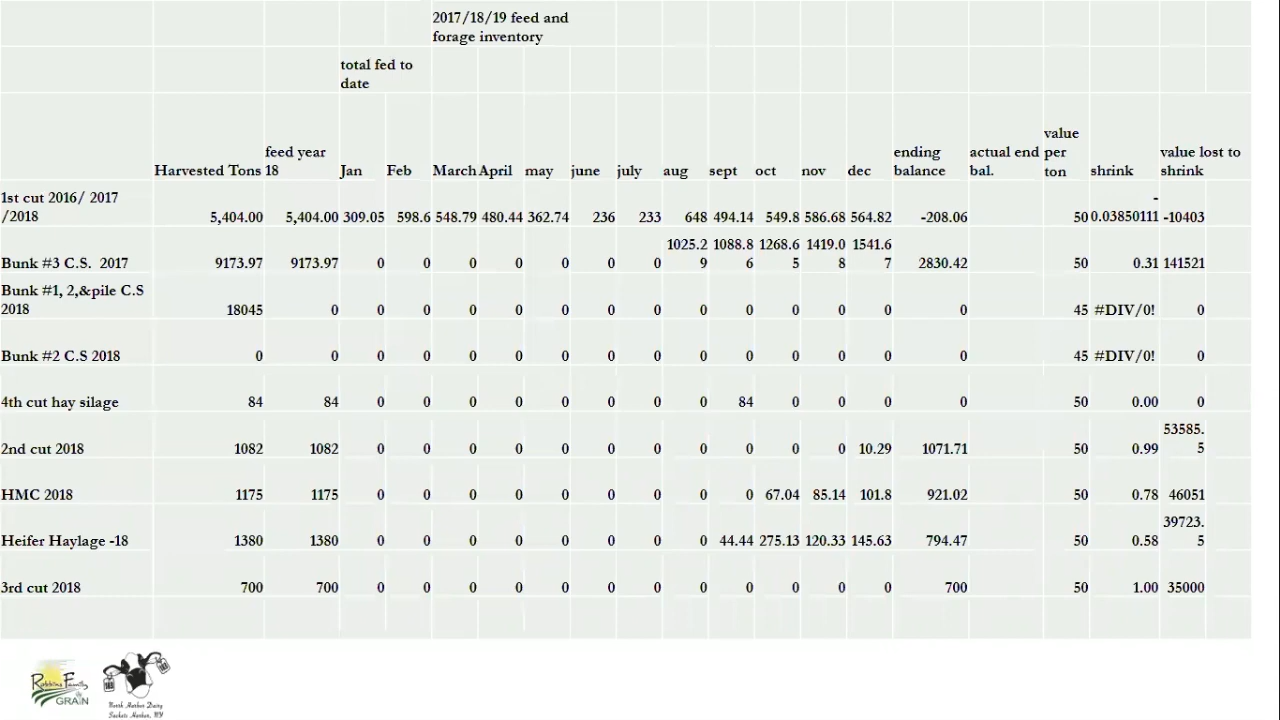 2017/18/19 feed and
forage inventory
total fed to
date
Harvested Tons feed year 18 Jan Feb March April may june july aug sept oct nov dec ending balance actual end bal. value per ton shrink value lost to shrink
1st cut 2016/ 2017 /2018 5,404.00 5,404.00 309.05 598.6 548.79 480.44 362.74 236 233 648 494.14 549.8 586.68 564.82 -208.06 50 -0.03850111 -10403
Bunk #3 C.S. 2017 9173.97 9173.97 0 0 0 0 0 0 0 1025.29 1088.86 1268.65 1419.08 1541.67 2830.42 50 0.31 141521
Bunk #1, 2,&pile C.S 2018 18045 0 0 0 0 0 0 0 0 0 0 0 0 0 0 45 #DIV/0! 0
Bunk #2 C.S 2018 0 0 0 0 0 0 0 0 0 0 0 0 0 0 0 45 #DIV/0! 0
4th cut hay silage 84 84 0 0 0 0 0 0 0 0 84 0 0 0 0 50 0.00 0
2nd cut 2018 1082 1082 0 0 0 0 0 0 0 0 0 0 0 10.29 1071.71 50 0.99 53585.5
HMC 2018 1175 1175 0 0 0 0 0 0 0 0 0 67.04 85.14 101.8 921.02 50 0.78 46051
Heifer Haylage -18 1380 1380 0 0 0 0 0 0 0 0 44.44 275.13 120.33 145.63 794.47 50 0.58 39723.5
3rd cut 2018 700 700 0 0 0 0 0 0 0 0 0 0 0 0 700 50 1.00 35000
Robbins Family
GRAIN
North Harbor Dairy
Sackets Harbor, NY